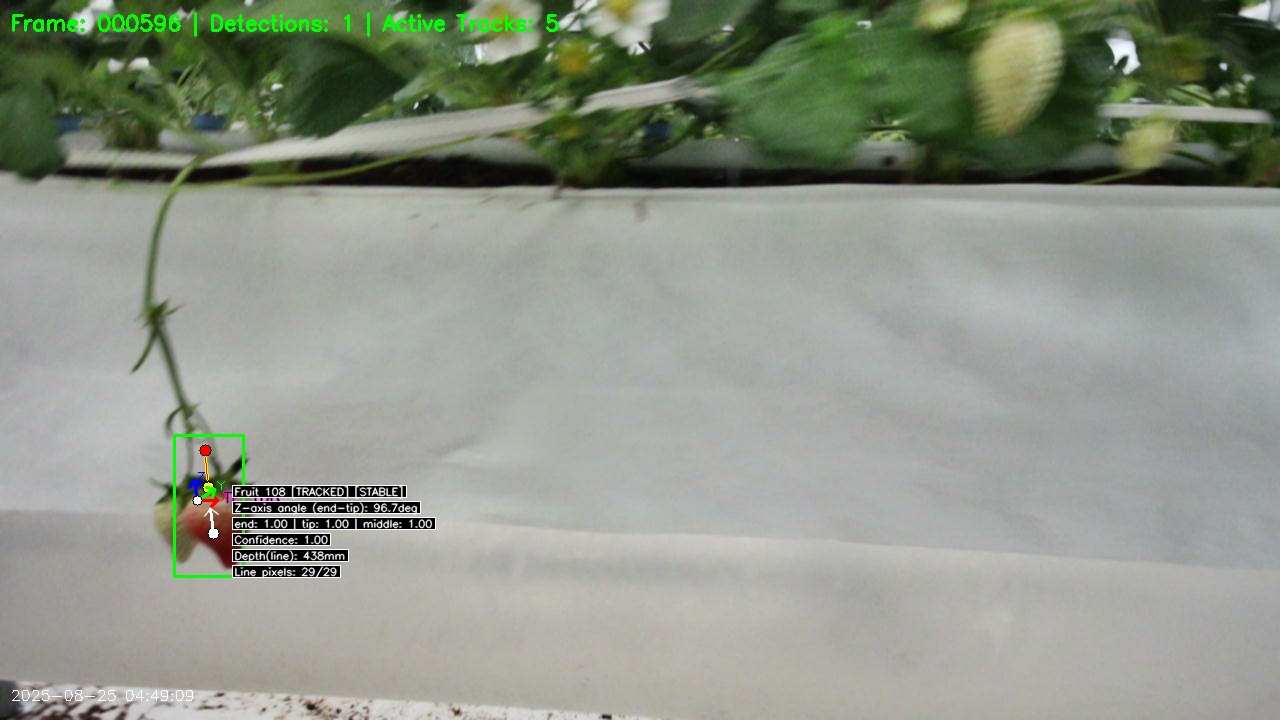 Frame: 000596 | Detections: 1 | Active Tracks: 5
Fruit 108 [TRACKED] [STABLE]
Z-axis angle (end-tip): 96.7deg
end: 1.00 | tip: 1.00 | middle: 1.00
Confidence: 1.00
Depth(line): 438mm
Line pixels: 29/29
2025-08-25 04:49:09